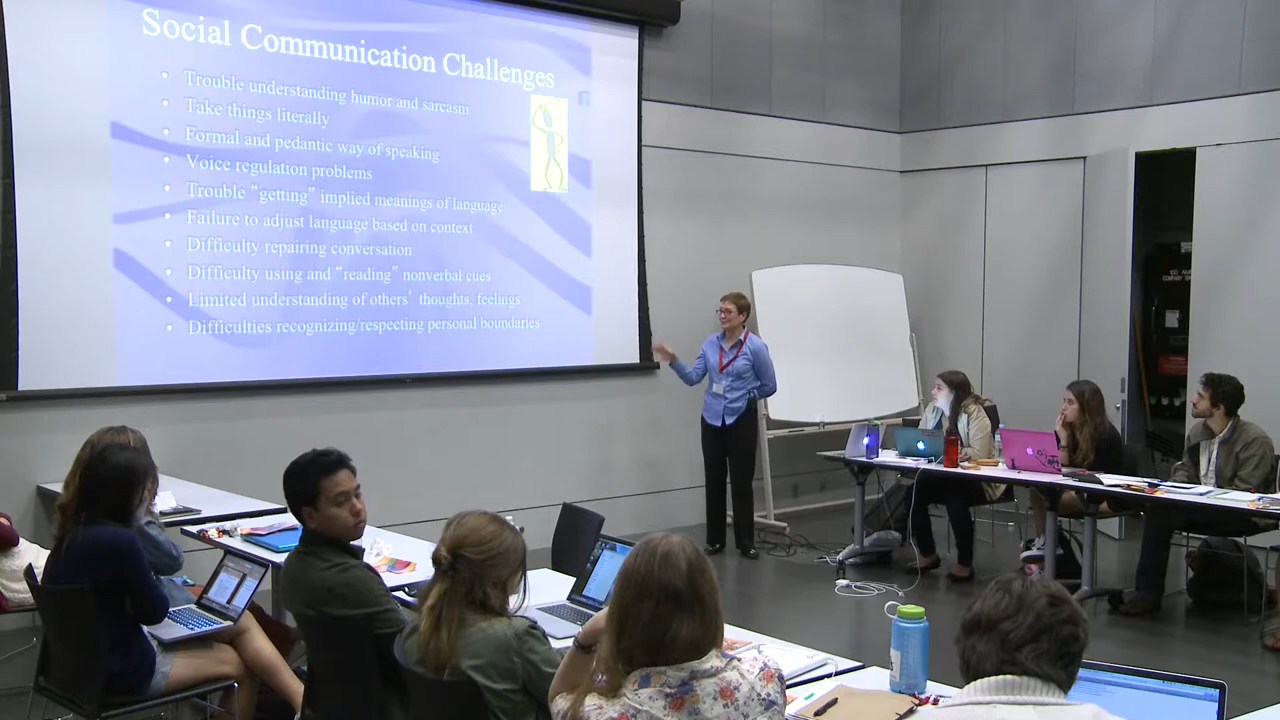 Social Communication Challenges
• Trouble understanding humor and sarcasm
• Take things literally
• Formal and pedantic way of speaking
• Voice regulation problems
• Trouble “getting” implied meanings of language
• Failure to adjust language based on context
• Difficulty repairing conversation
• Difficulty using and “reading” nonverbal cues
• Limited understanding of others’ thoughts, feelings
• Difficulties recognizing/respecting personal boundaries